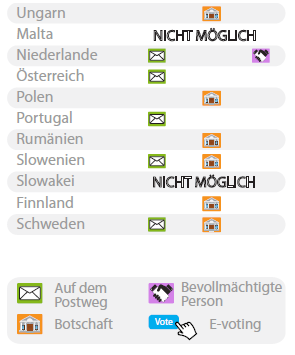 Ungarn
Malta NICHT MÖGLICH
Niederlande
Österreich
Polen
Portugal
Rumänien
Slowenien
Slowakei NICHT MÖGLICH
Finnland
Schweden
Auf dem Postweg
Bevollmächtigte Person
Botschaft
Vote E-voting